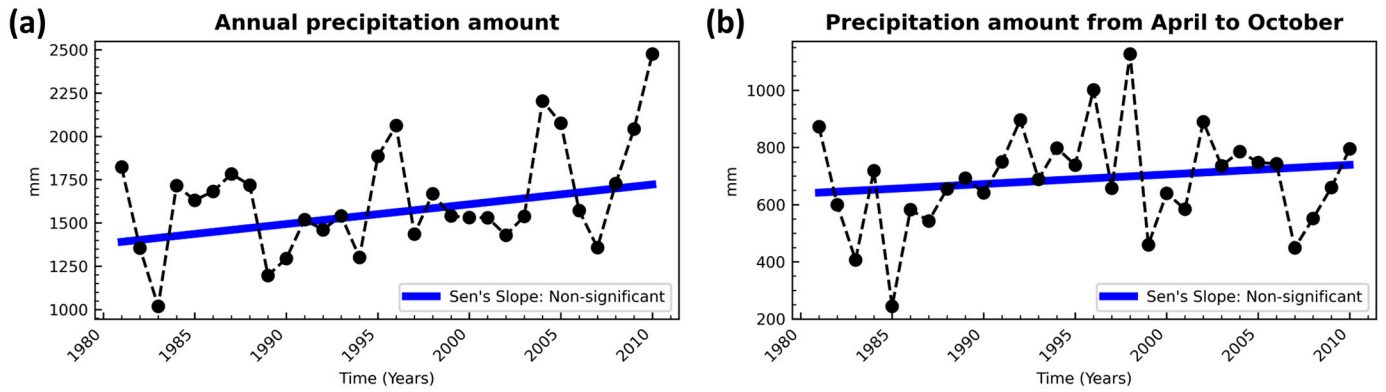 (a)
Annual precipitation amount
2500
2250
2000
1750
1500
1250
1000
mm
Sen's Slope: Non-significant
1980
1985
1990
1995
2000
2005
2010
Time (Years)
(b)
Precipitation amount from April to October
1000
800
600
400
200
mm
Sen's Slope: Non-significant
1980
1985
1990
1995
2000
2005
2010
Time (Years)